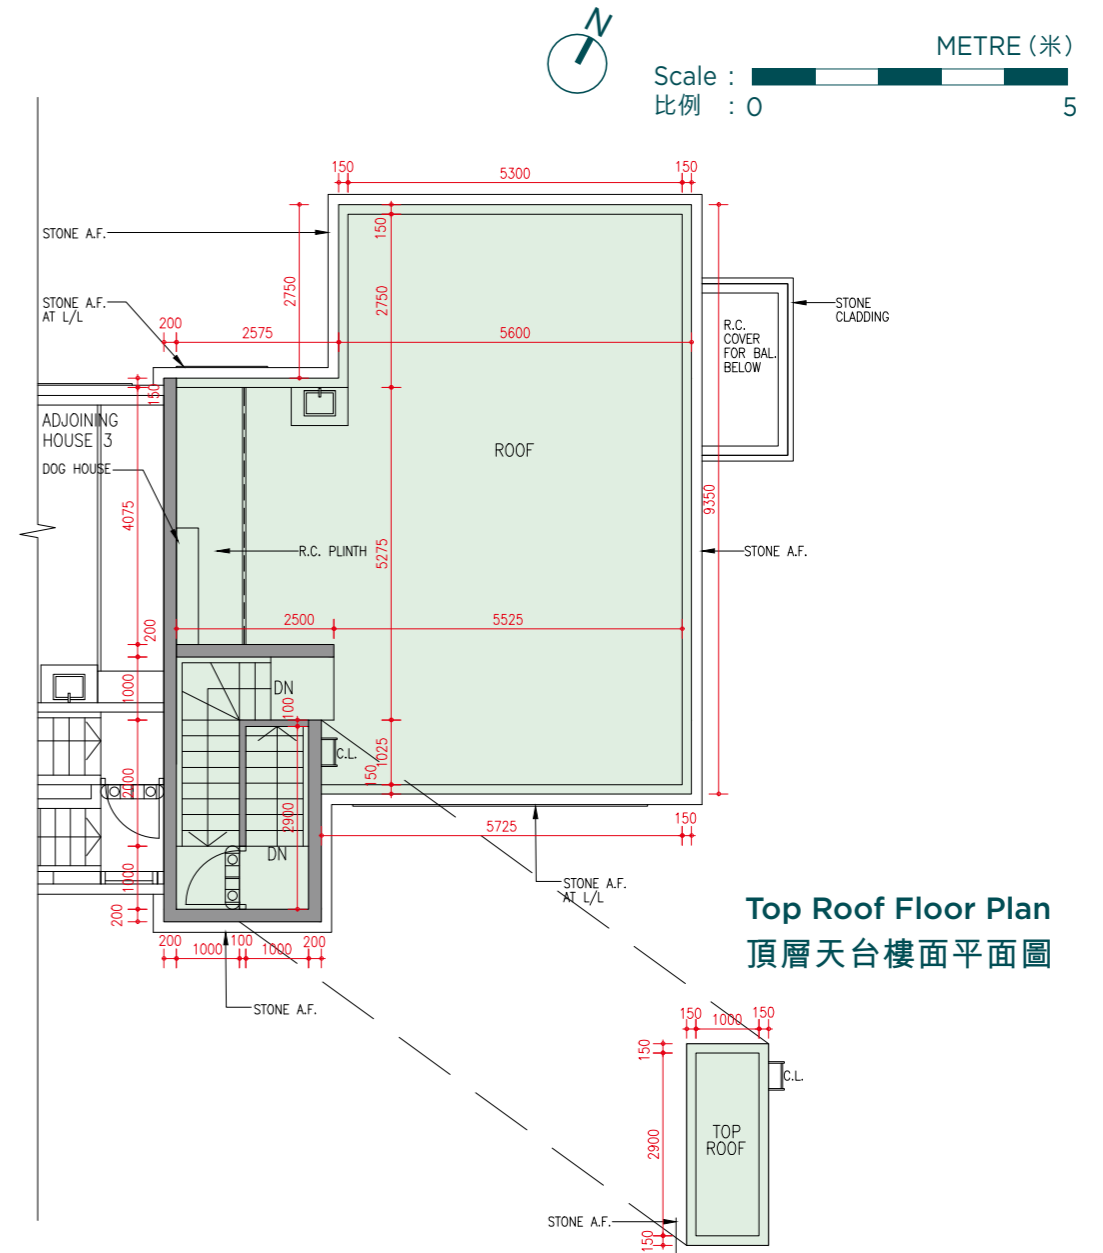 N
METRE (米)
Scale :
比例 : 0 5
150 5300 150
STONE A.F.
150
2750
2750
STONE A.F.
AT L/L
200 2575 5600
R.C.
COVER
FOR BAL.
BELOW
STONE
CLADDING
150
ADJOINING
HOUSE 3
DOG HOUSE
ROOF
4075
9350
R.C. PLINTH
5275
STONE A.F.
2500 5525
200
1000
DN
100
C.L.
1025
150
2000
2900
5725 150
DN
1000
STONE A.F.
AT L/L
200
200 1000 100 1000 200
STONE A.F.
Top Roof Floor Plan
頂層天台樓面平面圖
150 1000 150
150
C.L.
2900
TOP
ROOF
STONE A.F.
150